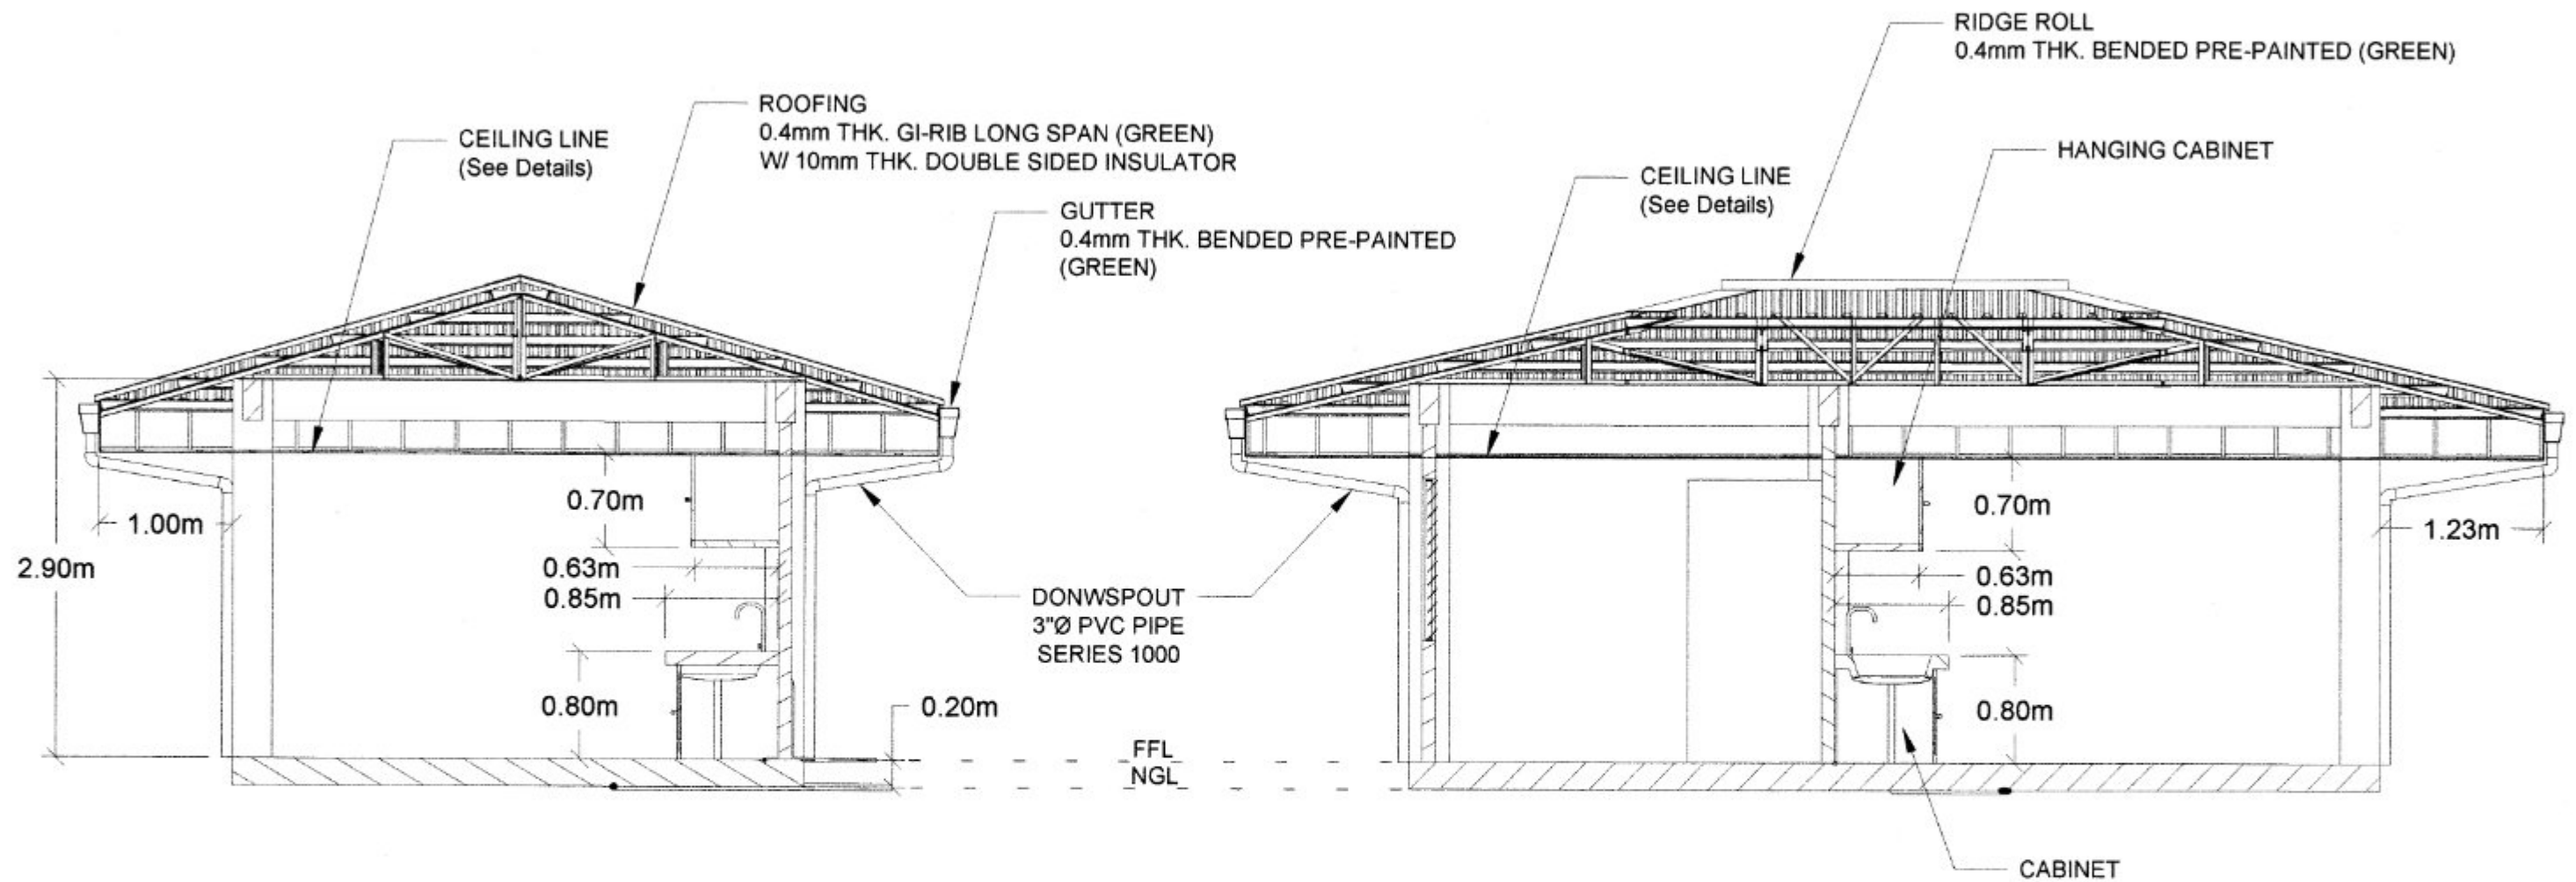 RIDGE ROLL
0.4mm THK. BENDED PRE-PAINTED (GREEN)
ROOFING
0.4mm THK. GI-RIB LONG SPAN (GREEN)
W/ 10mm THK. DOUBLE SIDED INSULATOR
CEILING LINE
(See Details)
HANGING CABINET
CEILING LINE
(See Details)
GUTTER
0.4mm THK. BENDED PRE-PAINTED
(GREEN)
0.70m
1.00m
2.90m
0.63m
0.85m
0.80m
0.20m
DONWSPOUT
3"Ø PVC PIPE
SERIES 1000
FFL
NGL
0.70m
1.23m
0.63m
0.85m
0.80m
CABINET